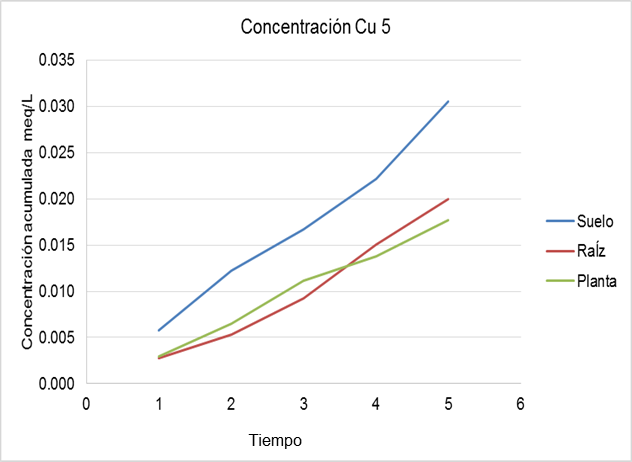 Concentración Cu 5
Concentración acumulada meq/L
0.035
0.030
0.025
0.020
0.015
0.010
0.005
0.000
0 1 2 3 4 5 6
Tiempo
Suelo
RaÍz
Planta